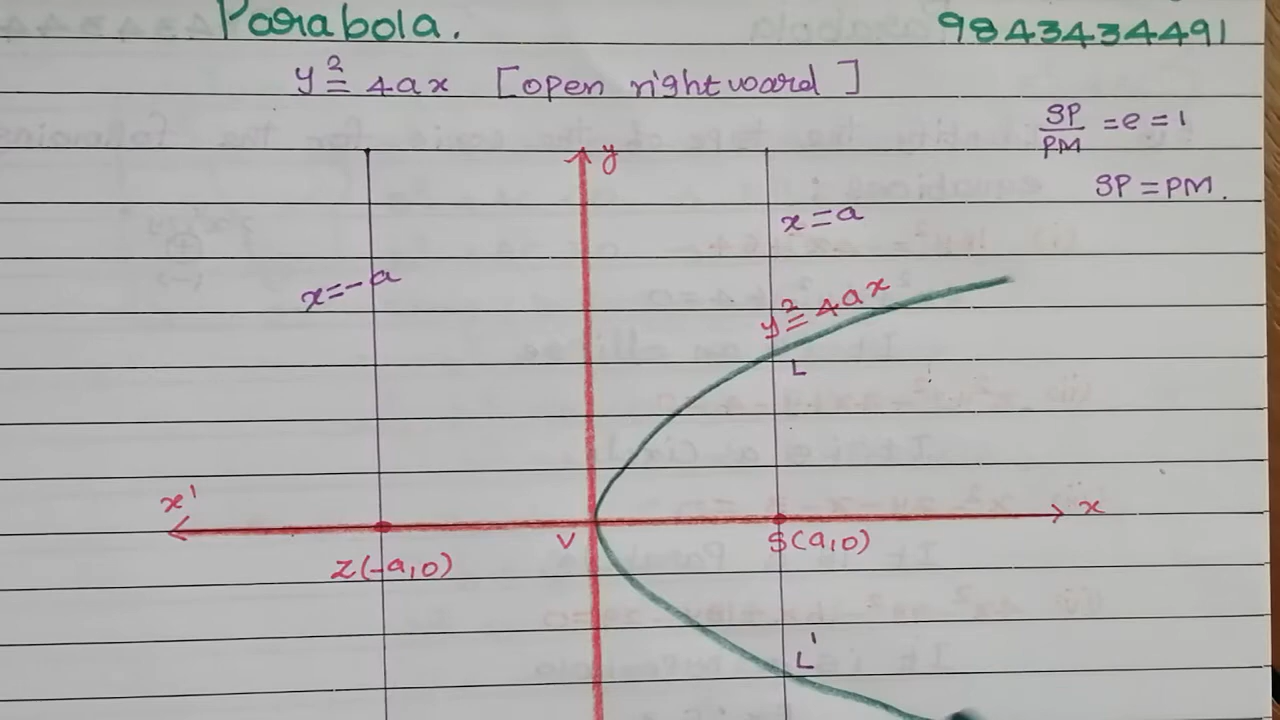 Parabola. 9843434491
y² = 4ax [open rightward]
SP/PM = e = 1
SP = PM.
y
x = a
x = -a
y² = 4ax
L
x'
x
V
S(a,0)
Z(-a,0)
L'